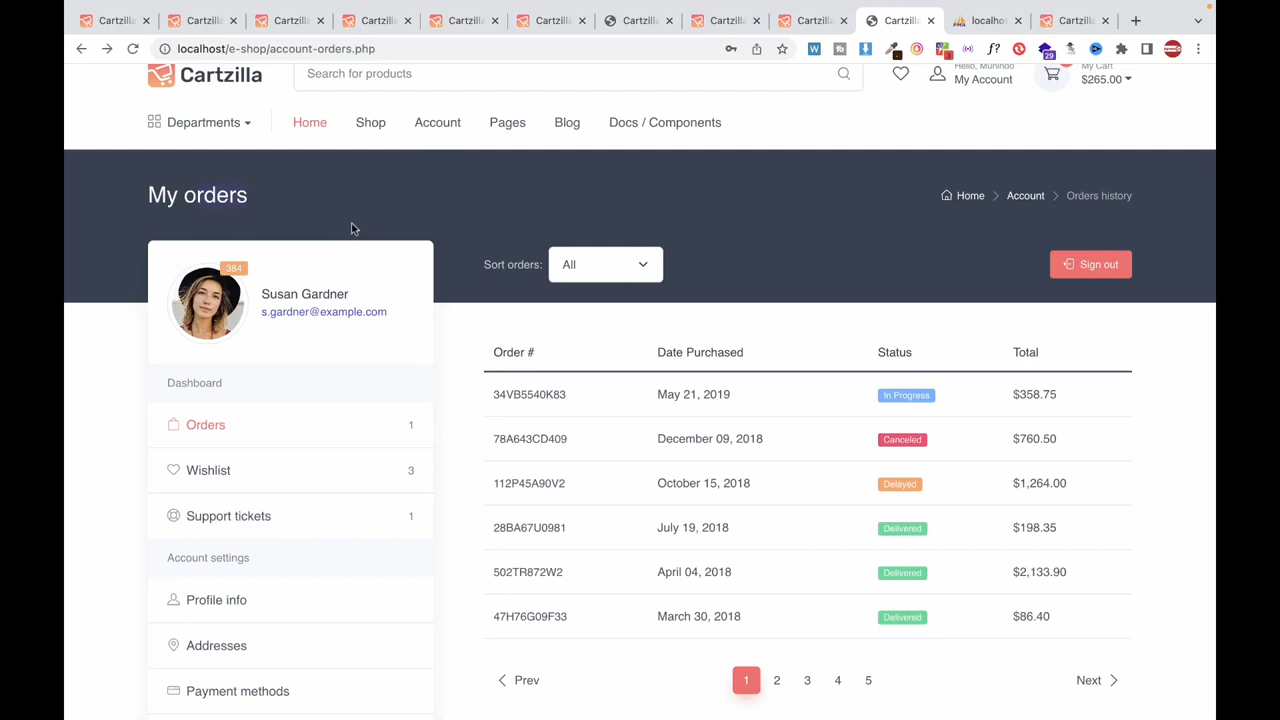 Cartzilla
Cartzilla
Cartzilla
Cartzilla
Cartzilla
Cartzilla
Cartzilla
Cartzilla
Cartzilla
Cartzilla
localhos
Cartzilla
localhost/e-shop/account-orders.php
29
Cartzilla
Search for products
Hello, Munindo
My Account
My Cart
$265.00
Departments
Home
Shop
Account
Pages
Blog
Docs / Components
My orders
Home
Account
Orders history
384
Susan Gardner
s.gardner@example.com
Sort orders:
All
Sign out
Dashboard
Orders 1
Wishlist 3
Support tickets 1
Account settings
Profile info
Addresses
Payment methods
Order # Date Purchased Status Total
34VB5540K83 May 21, 2019 In Progress $358.75
78A643CD409 December 09, 2018 Canceled $760.50
112P45A90V2 October 15, 2018 Delayed $1,264.00
28BA67U0981 July 19, 2018 Delivered $198.35
502TR872W2 April 04, 2018 Delivered $2,133.90
47H76G09F33 March 30, 2018 Delivered $86.40
Prev 1 2 3 4 5 Next